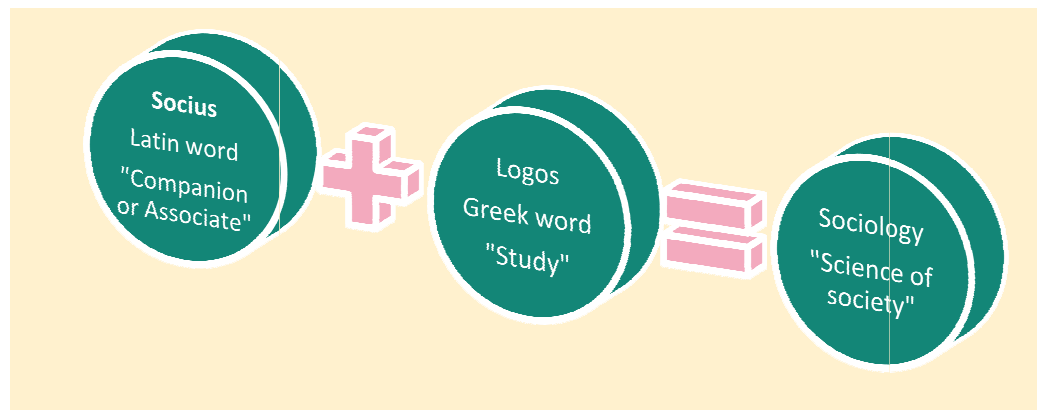 Socius
Latin word
"Companion
or Associate"
Logos
Greek word
"Study"
Sociology
"Science of
society"